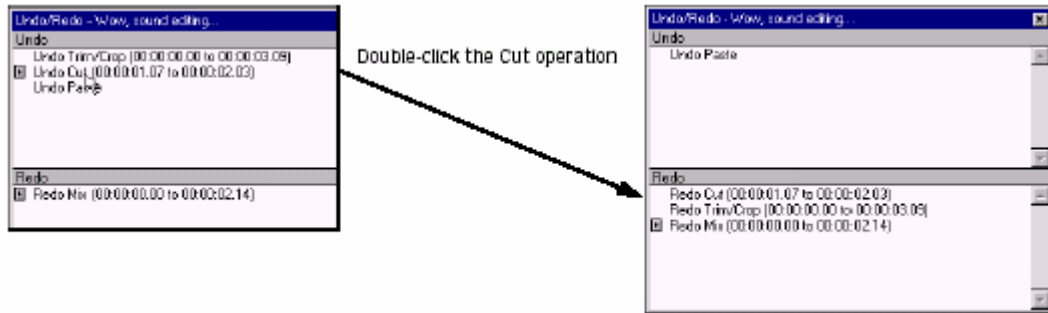 Undo/Redo - Wow, sound editing...
Undo
Undo Trim/Crop (00:00:00.00 to 00:00:03.09)
Undo Cut (00:00:01.07 to 00:00:02.03)
Undo Paste
Redo
Redo Mix (00:00:00.00 to 00:00:02.14)
Double-click the Cut operation
Undo/Redo - Wow, sound editing...
Undo
Undo Paste
Redo
Redo Cut (00:00:01.07 to 00:00:02.03)
Redo Trim/Crop (00:00:00.00 to 00:00:03.09)
Redo Mix (00:00:00.00 to 00:00:02.14)